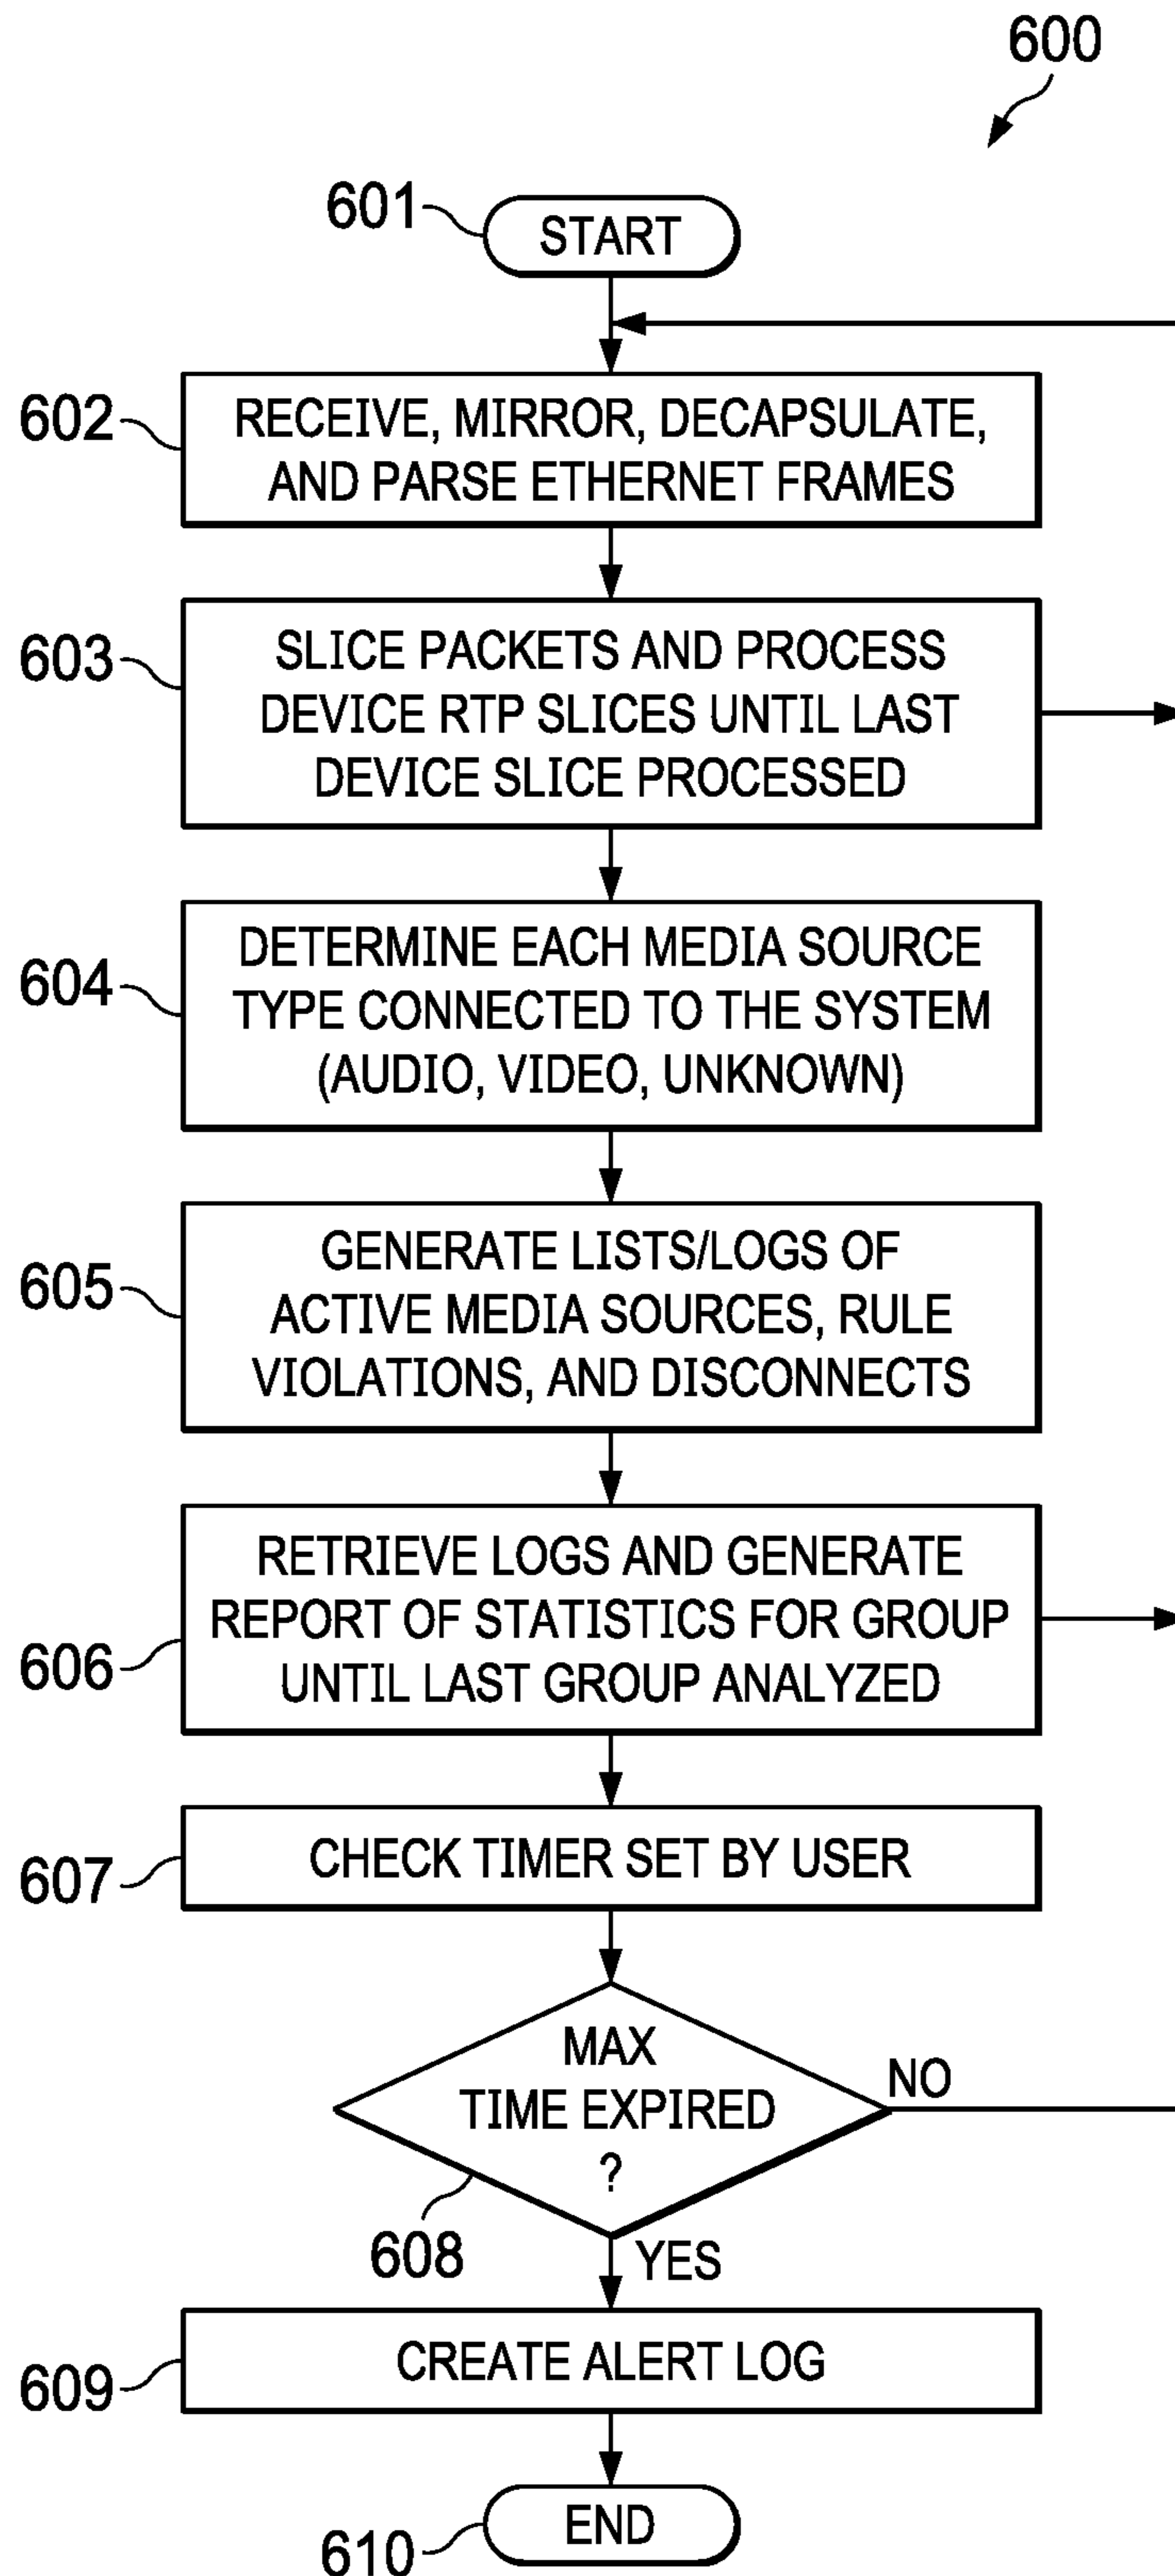 600
601
START
602
RECEIVE, MIRROR, DECAPSULATE,
AND PARSE ETHERNET FRAMES
603
SLICE PACKETS AND PROCESS
DEVICE RTP SLICES UNTIL LAST
DEVICE SLICE PROCESSED
604
DETERMINE EACH MEDIA SOURCE
TYPE CONNECTED TO THE SYSTEM
(AUDIO, VIDEO, UNKNOWN)
605
GENERATE LISTS/LOGS OF
ACTIVE MEDIA SOURCES, RULE
VIOLATIONS, AND DISCONNECTS
606
RETRIEVE LOGS AND GENERATE
REPORT OF STATISTICS FOR GROUP
UNTIL LAST GROUP ANALYZED
607
CHECK TIMER SET BY USER
MAX
TIME EXPIRED
?
NO
608
YES
609
CREATE ALERT LOG
610
END